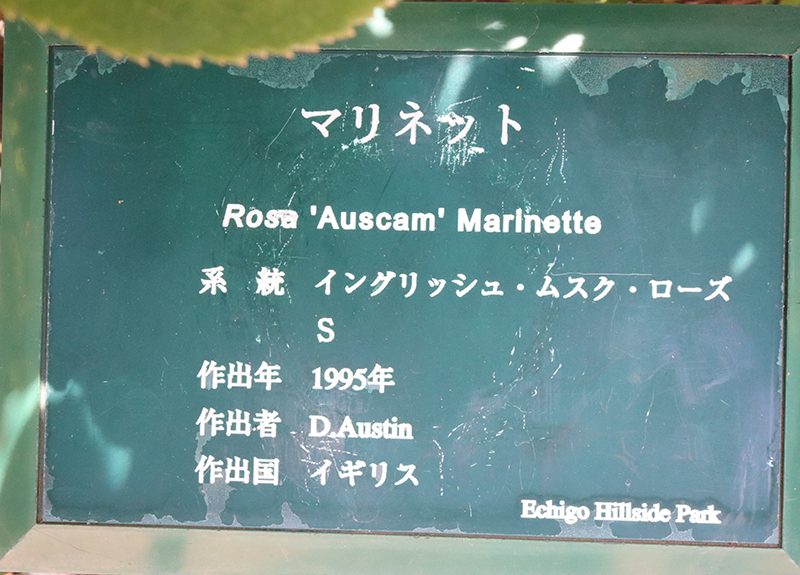 マリネット
Rosa 'Auscam' Marinette
系 統 イングリッシュ・ムスク・ローズ
S
作出年 1995年
作出者 D.Austin
作出国 イギリス
Echigo Hillside Park